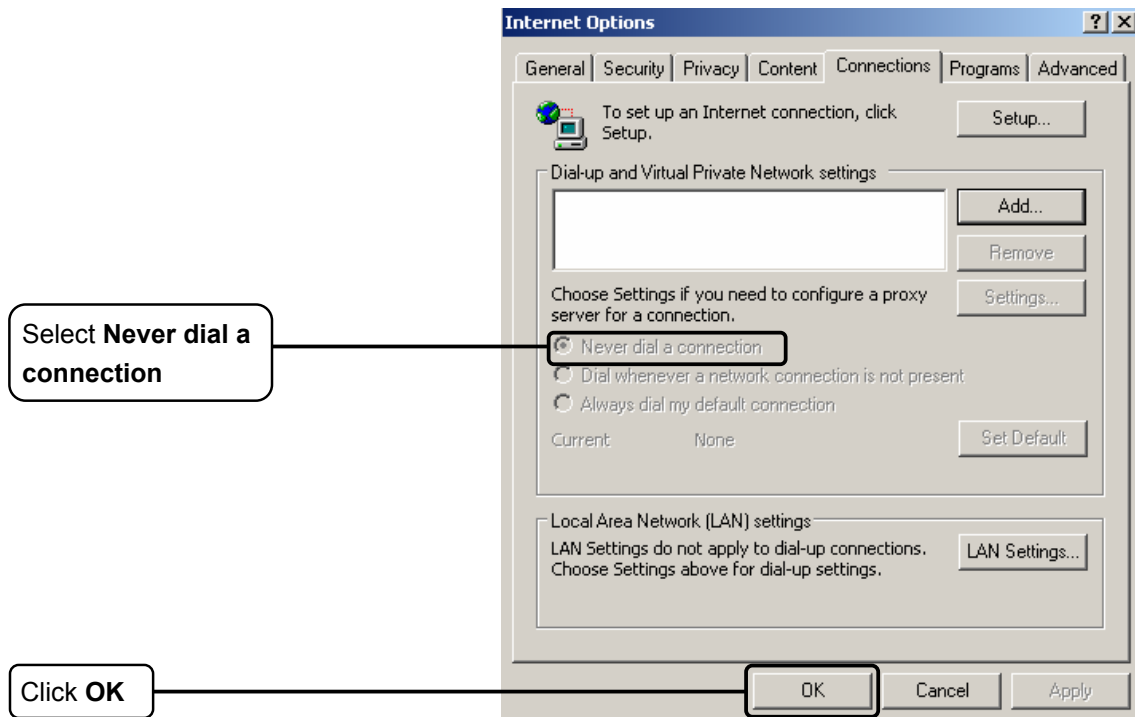 Internet Options
General Security Privacy Content Connections Programs Advanced
To set up an Internet connection, click
Setup.
Setup...
Dial-up and Virtual Private Network settings
Add...
Remove
Choose Settings if you need to configure a proxy
server for a connection.
Settings...
Select Never dial a
connection
Never dial a connection
Dial whenever a network connection is not present
Always dial my default connection
Current None
Set Default
Local Area Network (LAN) settings
LAN Settings do not apply to dial-up connections.
Choose Settings above for dial-up settings.
LAN Settings...
Click OK
OK Cancel Apply